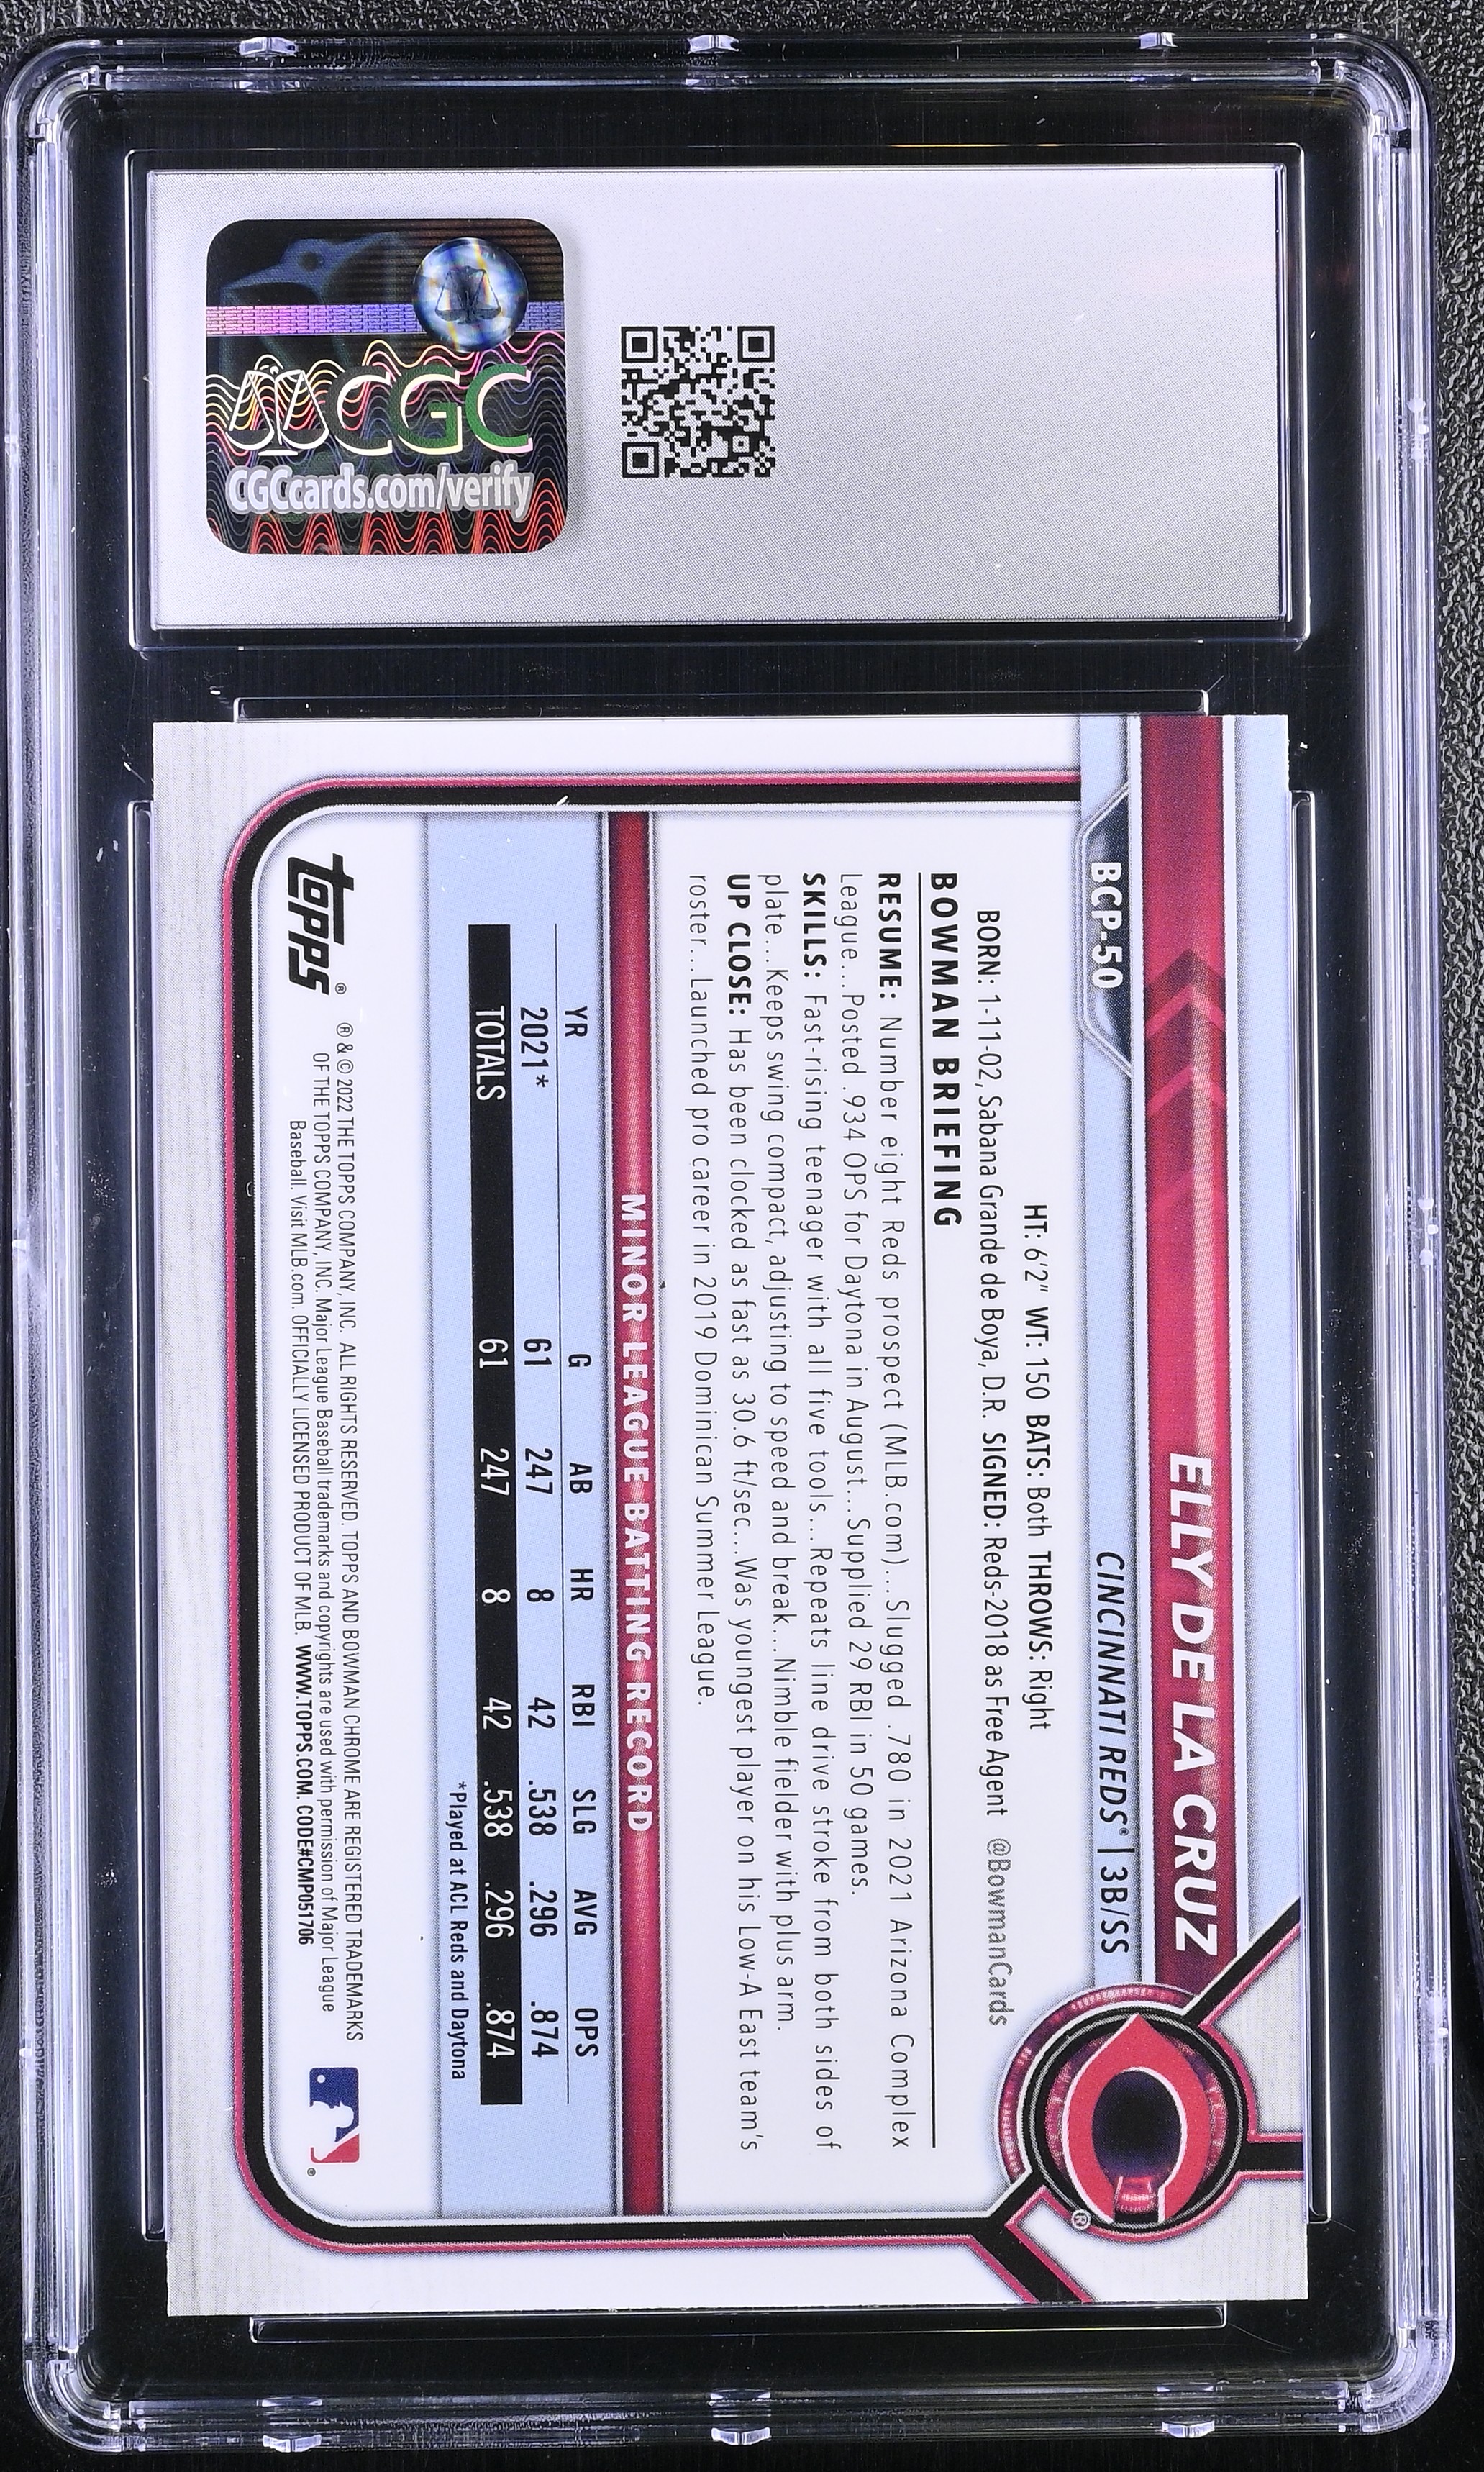 CGC
CGCcards.com/verify
BCP-50
ELLY DE LA CRUZ
CINCINNATI REDS® | 3B/SS
HT: 6'2" WT: 150 BATS: Both THROWS: Right
BORN: 1-11-02, Sabana Grande de Boya, D.R. SIGNED: Reds-2018 as Free Agent @BowmanCards
BOWMAN BRIEFING
RESUME: Number eight Reds prospect (MLB.com)...Slugged .780 in 2021 Arizona Complex
League...Posted .934 OPS for Daytona in August...Supplied 29 RBI in 50 games.
SKILLS: Fast-rising teenager with all five tools...Repeats line drive stroke from both sides of
plate...Keeps swing compact, adjusting to speed and break...Nimble fielder with plus arm.
UP CLOSE: Has been clocked as fast as 30.6 ft/sec...Was youngest player on his Low-A East team's
roster...Launched pro career in 2019 Dominican Summer League.
MINOR LEAGUE BATTING RECORD
YR G AB HR RBI SLG AVG OPS
2021* 61 247 8 42 .538 .296 .874
TOTALS 61 247 8 42 .538 .296 .874
*Played at ACL Reds and Daytona
TOPPS®
® & © 2022 THE TOPPS COMPANY, INC. ALL RIGHTS RESERVED. TOPPS AND BOWMAN CHROME ARE REGISTERED TRADEMARKS
OF THE TOPPS COMPANY, INC. Major League Baseball trademarks and copyrights are used with permission of Major League
Baseball. Visit MLB.com. OFFICIALLY LICENSED PRODUCT OF MLB. WWW.TOPPS.COM. CODE#CMP051706